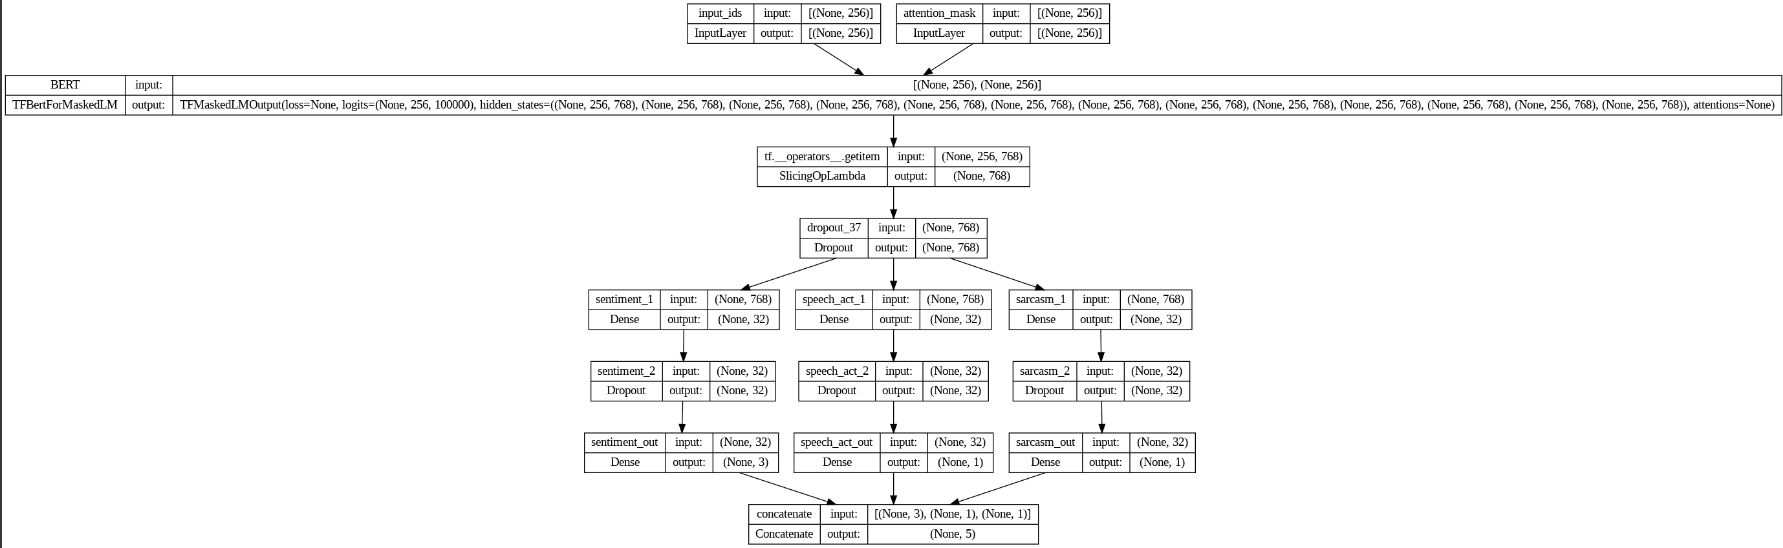 input_ids input: [(None, 256)]
InputLayer output: [(None, 256)]
attention_mask input: [(None, 256)]
InputLayer output: [(None, 256)]
BERT input: [(None, 256), (None, 256)]
TFBertForMaskedLM output: TFMaskedLMOutput(loss=None, logits=(None, 256, 100000), hidden_states=((None, 256, 768), (None, 256, 768), (None, 256, 768), (None, 256, 768), (None, 256, 768), (None, 256, 768), (None, 256, 768), (None, 256, 768), (None, 256, 768), (None, 256, 768), (None, 256, 768), (None, 256, 768), (None, 256, 768)), attentions=None)
tf.__operators__.getitem input: (None, 256, 768)
SlicingOpLambda output: (None, 768)
dropout_37 input: (None, 768)
Dropout output: (None, 768)
sentiment_1 input: (None, 768)
Dense output: (None, 32)
speech_act_1 input: (None, 768)
Dense output: (None, 32)
sarcasm_1 input: (None, 768)
Dense output: (None, 32)
sentiment_2 input: (None, 32)
Dropout output: (None, 32)
speech_act_2 input: (None, 32)
Dropout output: (None, 32)
sarcasm_2 input: (None, 32)
Dropout output: (None, 32)
sentiment_out input: (None, 32)
Dense output: (None, 3)
speech_act_out input: (None, 32)
Dense output: (None, 1)
sarcasm_out input: (None, 32)
Dense output: (None, 1)
concatenate input: [(None, 3), (None, 1), (None, 1)]
Concatenate output: (None, 5)